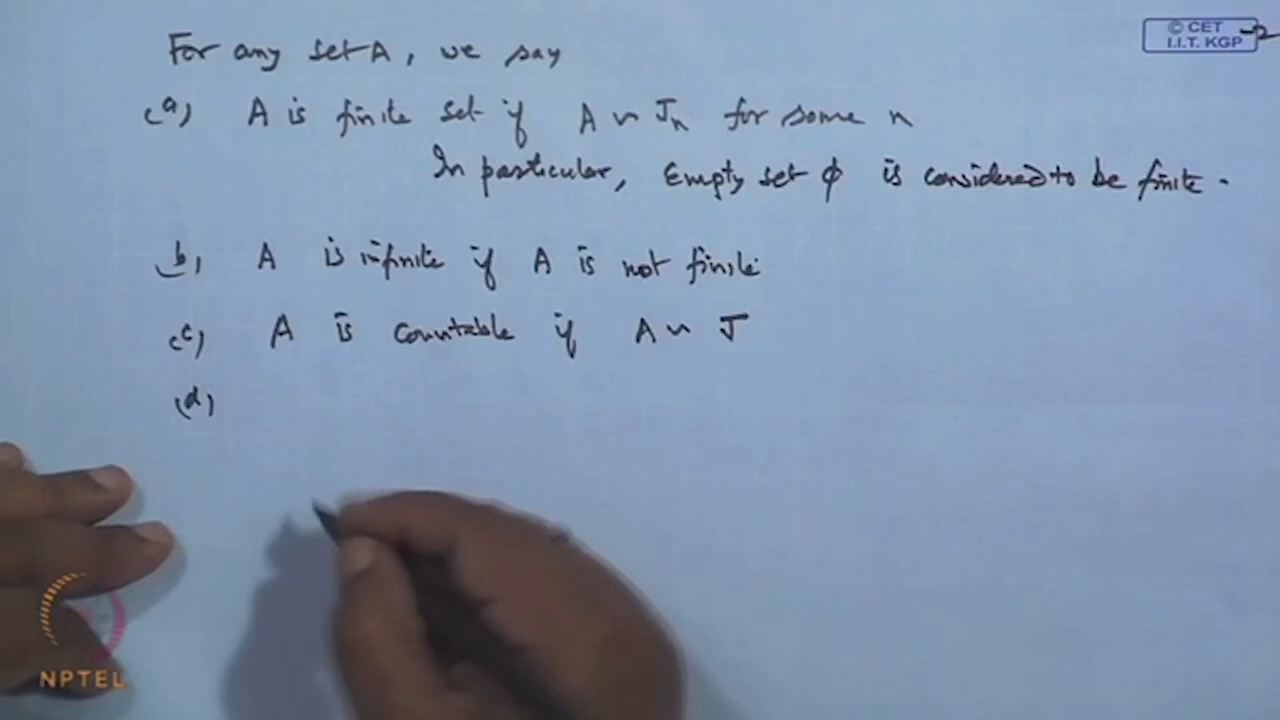 © CET
I.I.T. KGP
For any set A, we say
(a) A is finite set if A ~ Jn for some n
In particular, Empty set φ is considered to be finite.
(b) A is infinite if A is not finite
(c) A is countable if A ~ J
(d)
NPTEL